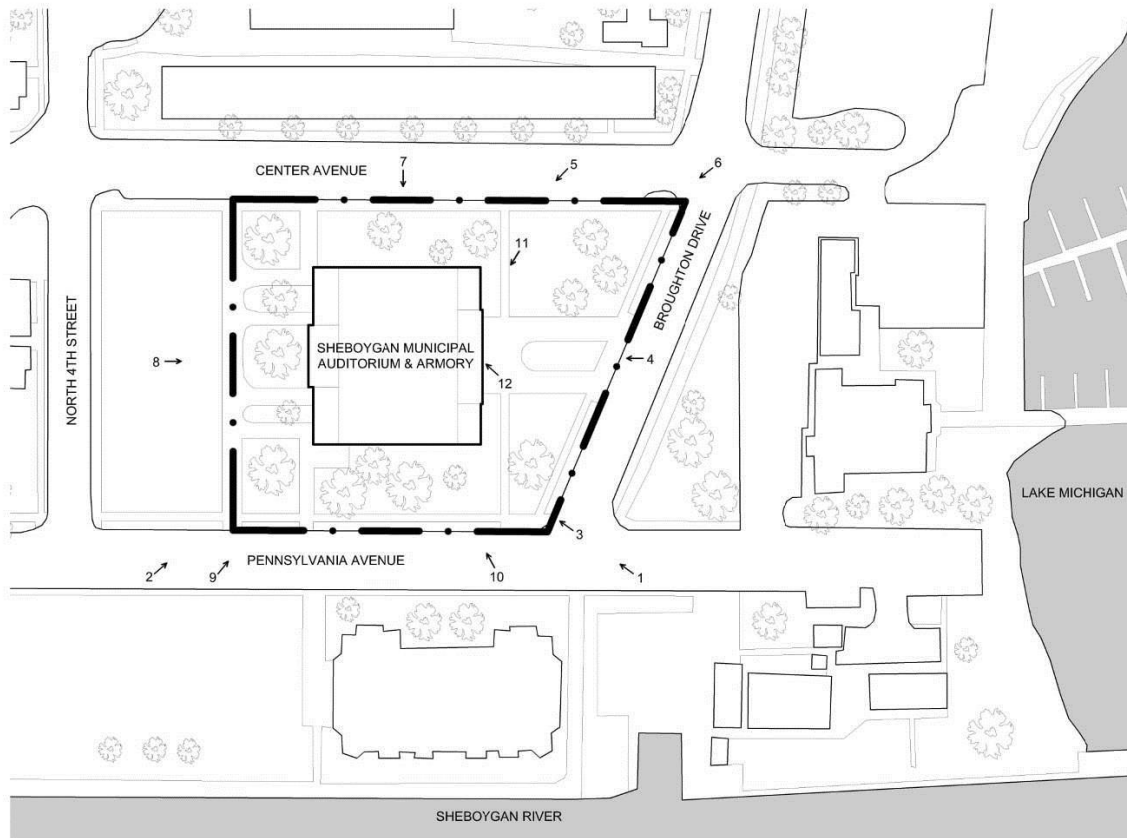 7
5
6
CENTER AVENUE
11
BROUGHTON DRIVE
NORTH 4TH STREET
SHEBOYGAN MUNICIPAL
AUDITORIUM & ARMORY
8
4
12
LAKE MICHIGAN
3
PENNSYLVANIA AVENUE
2
9
10
1
SHEBOYGAN RIVER